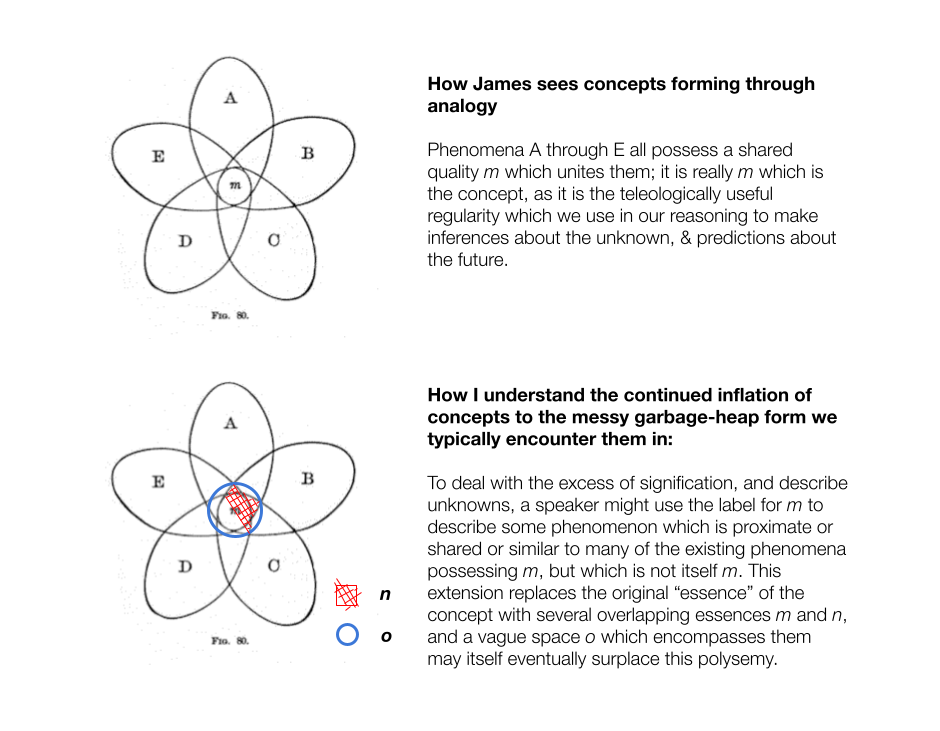 A
B
E
m
D
C
Fig. 80.
How James sees concepts forming through
analogy
Phenomena A through E all possess a shared
quality m which unites them; it is really m which is
the concept, as it is the teleologically useful
regularity which we use in our reasoning to make
inferences about the unknown, & predictions about
the future.
A
B
E
m
D
C
Fig. 80.
n
o
How I understand the continued inflation of
concepts to the messy garbage-heap form we
typically encounter them in:
To deal with the excess of signification, and describe
unknowns, a speaker might use the label for m to
describe some phenomenon which is proximate or
shared or similar to many of the existing phenomena
possessing m, but which is not itself m. This
extension replaces the original “essence” of the
concept with several overlapping essences m and n,
and a vague space o which encompasses them
may itself eventually surplace this polysemy.